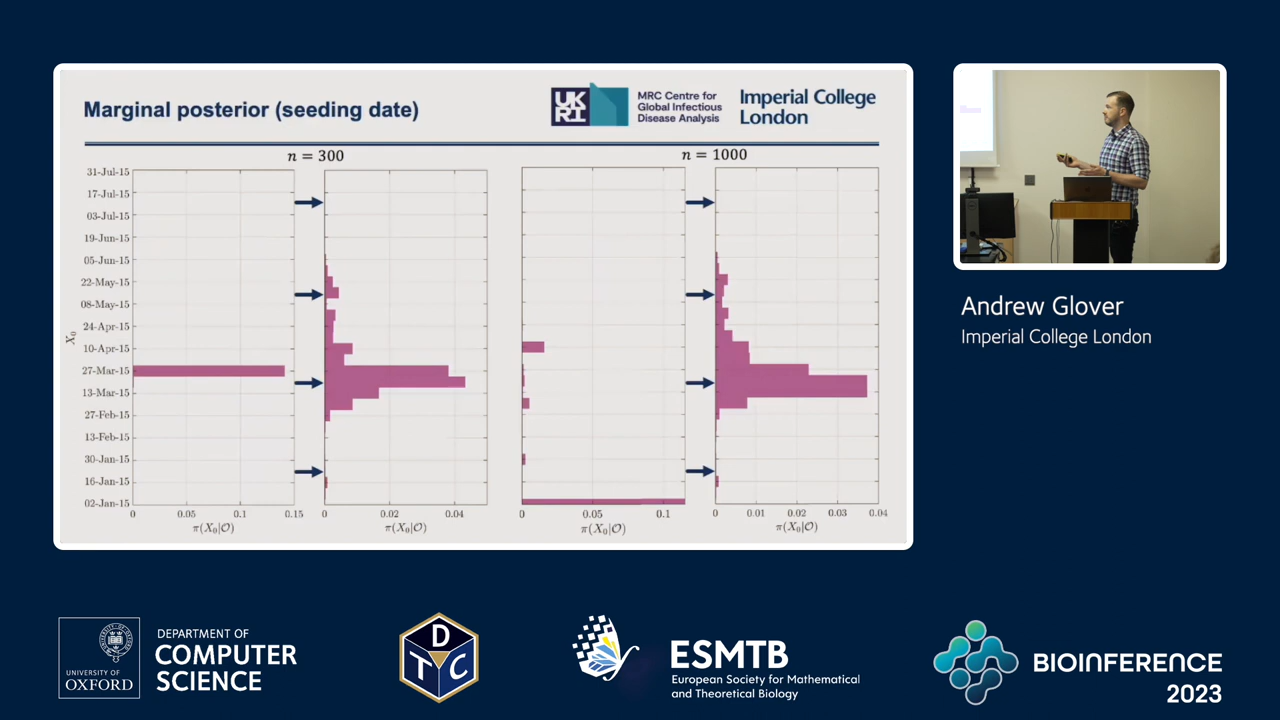 Marginal posterior (seeding date)
UK
RI
MRC Centre for
Global Infectious
Disease Analysis
Imperial College
London
n = 300
n = 1000
31-Jul-15
17-Jul-15
03-Jul-15
19-Jun-15
05-Jun-15
22-May-15
08-May-15
24-Apr-15
10-Apr-15
27-Mar-15
13-Mar-15
27-Feb-15
13-Feb-15
30-Jan-15
16-Jan-15
02-Jan-15
X₀
0 0.05 0.1 0.15
π(X₀|𝒪)
0 0.02 0.04
π(X₀|𝒪)
0 0.05 0.1
π(X₀|𝒪)
0 0.01 0.02 0.03 0.04
π(X₀|𝒪)
Andrew Glover
Imperial College London
UNIVERSITY OF
OXFORD
DEPARTMENT OF
COMPUTER
SCIENCE
D
T C
ESMTB
European Society for Mathematical
and Theoretical Biology
BIOINFERENCE
2023